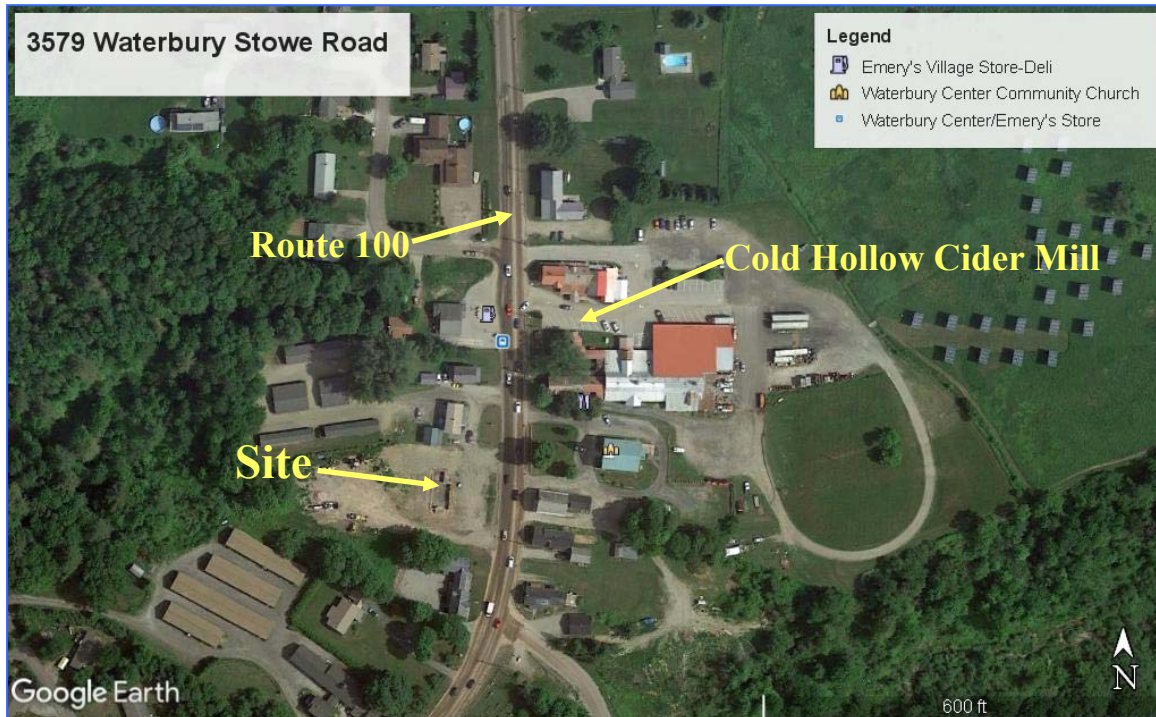 3579 Waterbury Stowe Road
Legend
Emery's Village Store-Deli
Waterbury Center Community Church
Waterbury Center/Emery's Store
Route 100
Cold Hollow Cider Mill
Site
Google Earth
N
600 ft